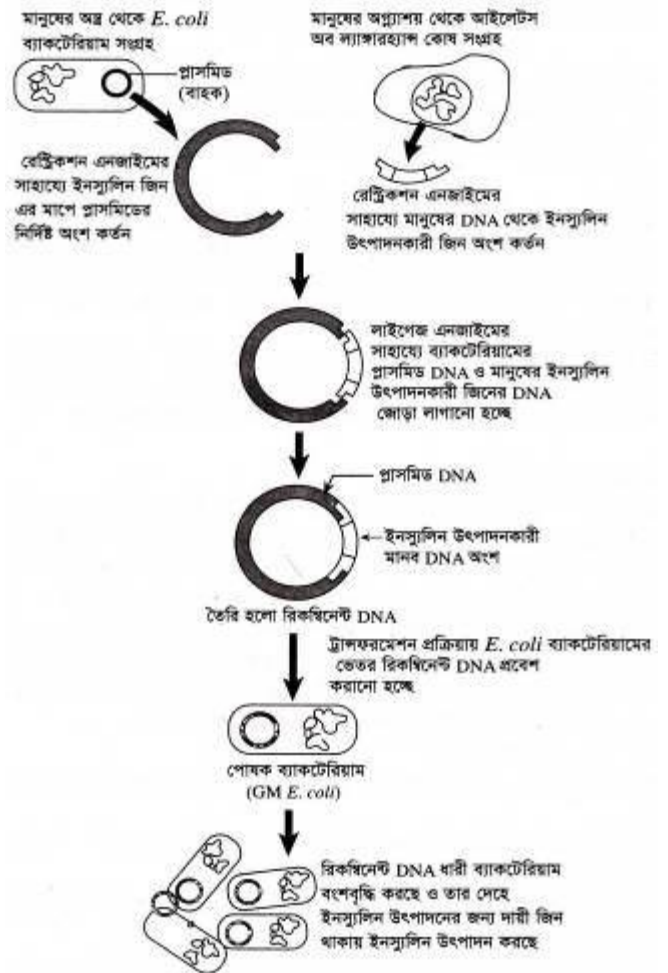 মানুষের অন্ত্র থেকে E. coli
ব্যাকটেরিয়াম সংগ্রহ
প্লাসমিড
(বাহক)
মানুষের অগ্ন্যাশয় থেকে আইলেটস
অব ল্যাঙ্গারহ্যান্স কোষ সংগ্রহ
রেস্ট্রিকশন এনজাইমের
সাহায্যে ইনস্যুলিন জিন
এর মাপে প্লাসমিডের
নির্দিষ্ট অংশ কর্তন
রেস্ট্রিকশন এনজাইমের
সাহায্যে মানুষের DNA থেকে ইনস্যুলিন
উৎপাদনকারী জিন অংশ কর্তন
লাইগেজ এনজাইমের
সাহায্যে ব্যাকটেরিয়ামের
প্লাসমিড DNA ও মানুষের ইনস্যুলিন
উৎপাদনকারী জিনের DNA
জোড়া লাগানো হচ্ছে
প্লাসমিড DNA
ইনস্যুলিন উৎপাদনকারী
মানব DNA অংশ
তৈরি হলো রিকম্বিনেন্ট DNA
ট্রান্সফরমেশন প্রক্রিয়ায় E. coli ব্যাকটেরিয়ামের
ভেতর রিকম্বিনেন্ট DNA প্রবেশ
করানো হচ্ছে
পোষক ব্যাকটেরিয়াম
(GM E. coli)
রিকম্বিনেন্ট DNA ধারী ব্যাকটেরিয়াম
বংশবৃদ্ধি করছে ও তার দেহে
ইনস্যুলিন উৎপাদনের জন্য দায়ী জিন
থাকায় ইনস্যুলিন উৎপাদন করছে